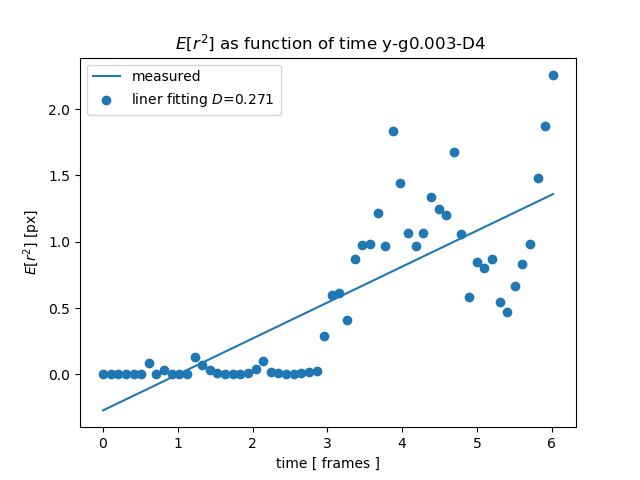 E[r²] as function of time y-g0.003-D4
measured
liner fitting D=0.271
E[r²] [px]
2.0
1.5
1.0
0.5
0.0
0 1 2 3 4 5 6
time [ frames ]